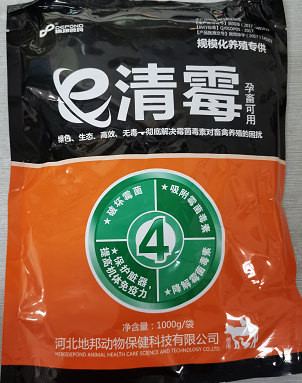 DEPOND
地邦
规模化养殖专供
e清霉
孕畜可用
绿色、生态、高效、无毒 彻底解决霉菌毒素对畜禽养殖的困扰
★破坏霉菌
★吸附霉菌毒素
4
★保护脏器,
提高机体免疫力
★降解霉菌毒素
净含量:1000g/袋
河北地邦动物保健科技有限公司
HEBEIDEPOND ANIMAL HEALTH CARE SCIENCE AND TECHNOLOGY CO.,LTD.